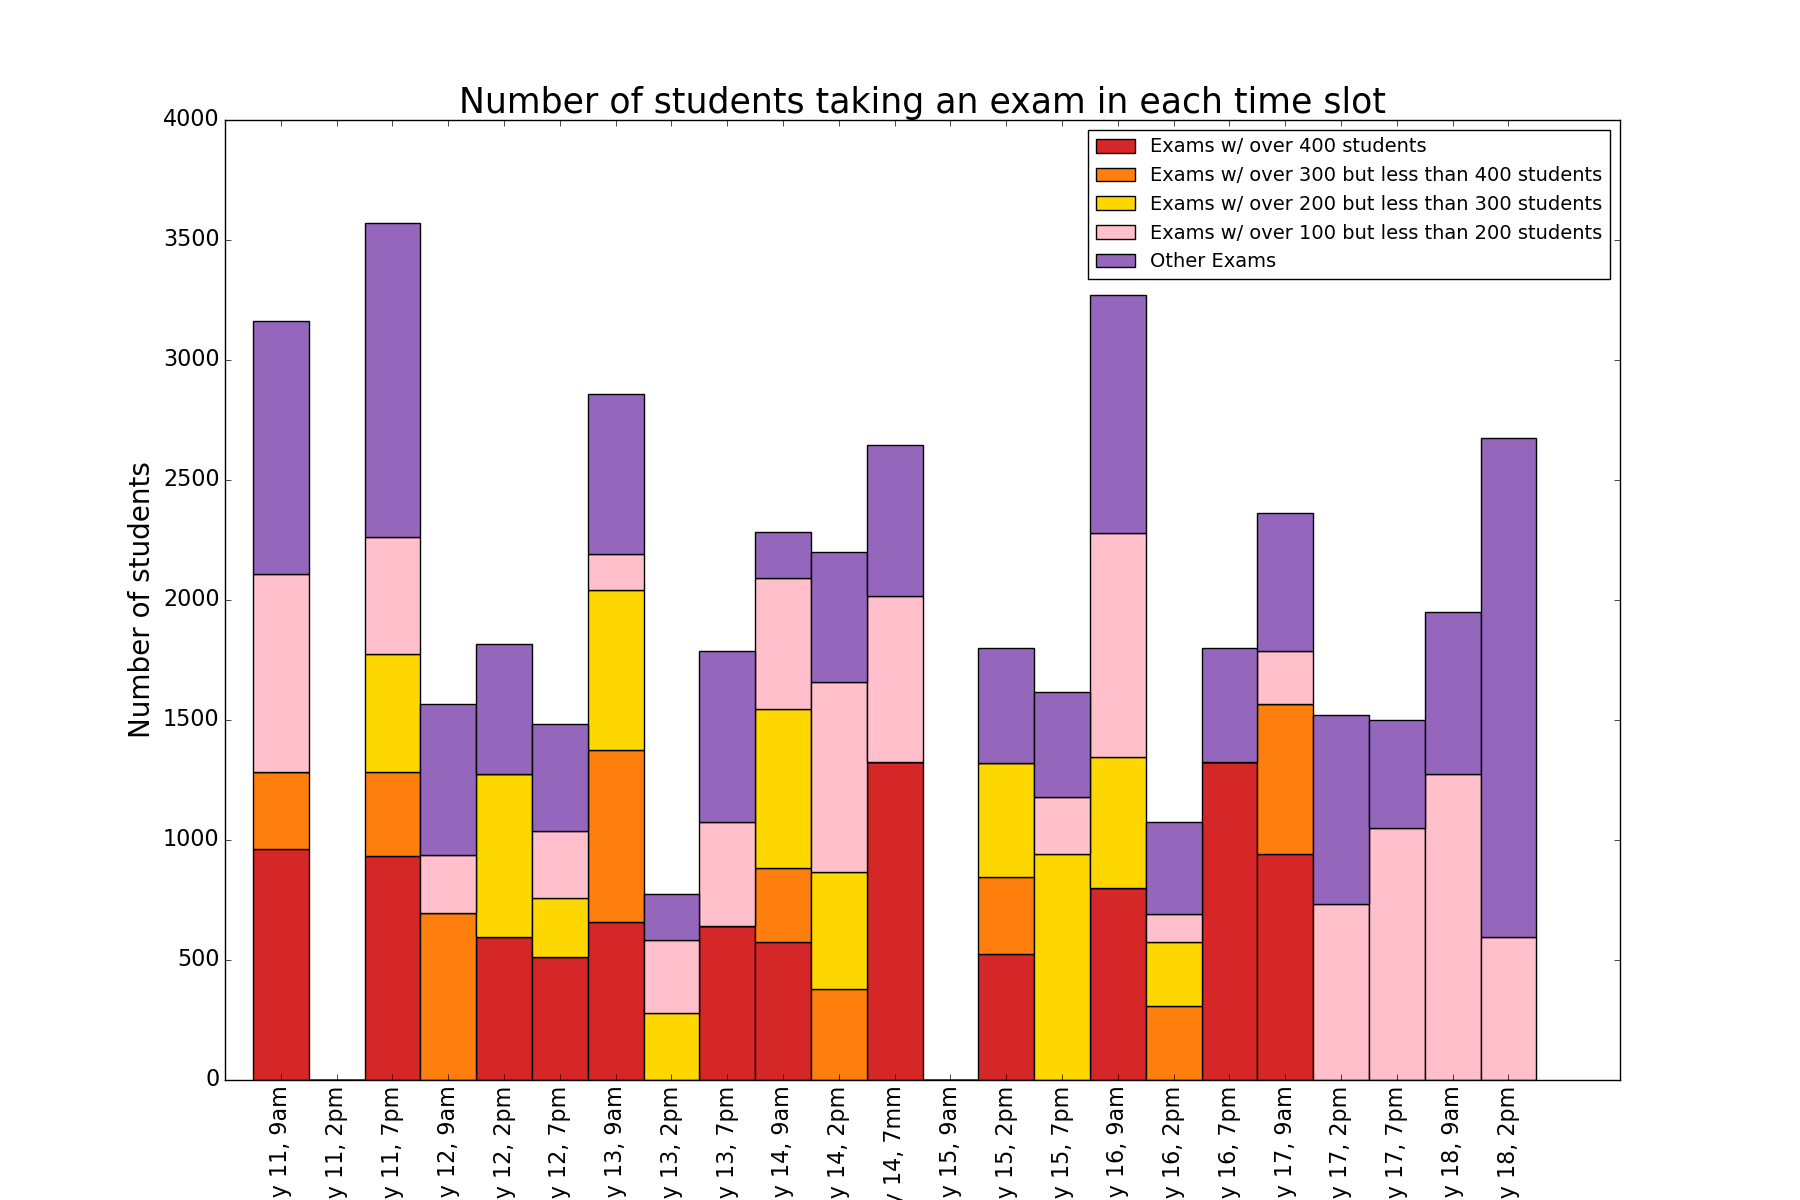 Number of students taking an exam in each time slot
Exams w/ over 400 students
Exams w/ over 300 but less than 400 students
Exams w/ over 200 but less than 300 students
Exams w/ over 100 but less than 200 students
Other Exams
Number of students
4000
3500
3000
2500
2000
1500
1000
500
0
y 11, 9am
y 11, 2pm
y 11, 7pm
y 12, 9am
y 12, 2pm
y 12, 7pm
y 13, 9am
y 13, 2pm
y 13, 7pm
y 14, 9am
y 14, 2pm
y 14, 7mm
y 15, 9am
y 15, 2pm
y 15, 7pm
y 16, 9am
y 16, 2pm
y 16, 7pm
y 17, 9am
y 17, 2pm
y 17, 7pm
y 18, 9am
y 18, 2pm